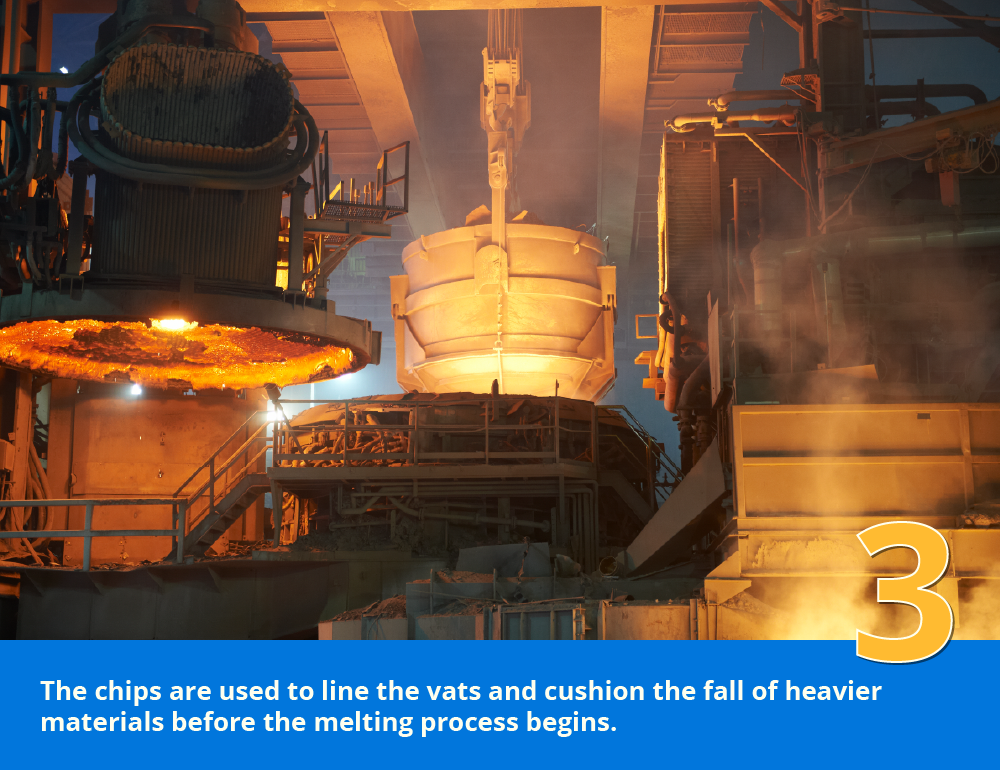 3
The chips are used to line the vats and cushion the fall of heavier
materials before the melting process begins.